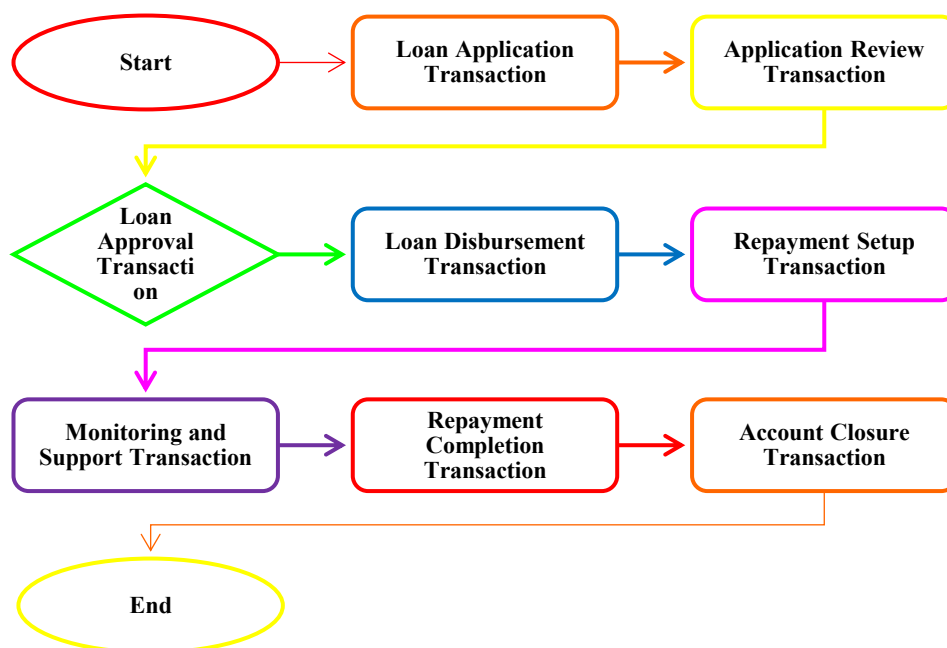 Start
Loan Application
Transaction
Application Review
Transaction
Loan
Approval
Transacti
on
Loan Disbursement
Transaction
Repayment Setup
Transaction
Monitoring and
Support Transaction
Repayment
Completion
Transaction
Account Closure
Transaction
End